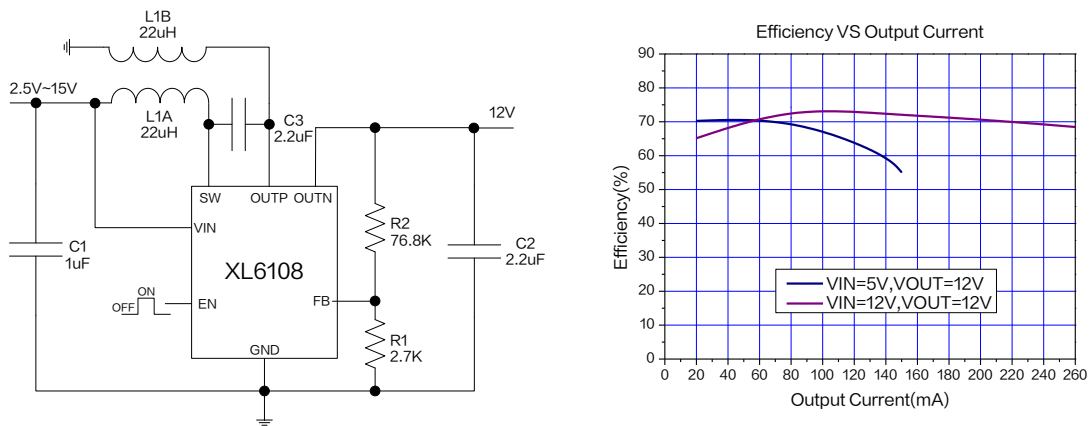 L1B
22uH
2.5V~15V
L1A
22uH
C3
2.2uF
12V
SW
OUTP
OUTN
VIN
R2
76.8K
C1
1uF
XL6108
C2
2.2uF
ON
OFF
EN
FB
R1
2.7K
GND
Efficiency VS Output Current
Efficiency(%)
90
80
70
60
50
40
30
20
10
0
VIN=5V,VOUT=12V
VIN=12V,VOUT=12V
0 20 40 60 80 100 120 140 160 180 200 220 240 260
Output Current(mA)